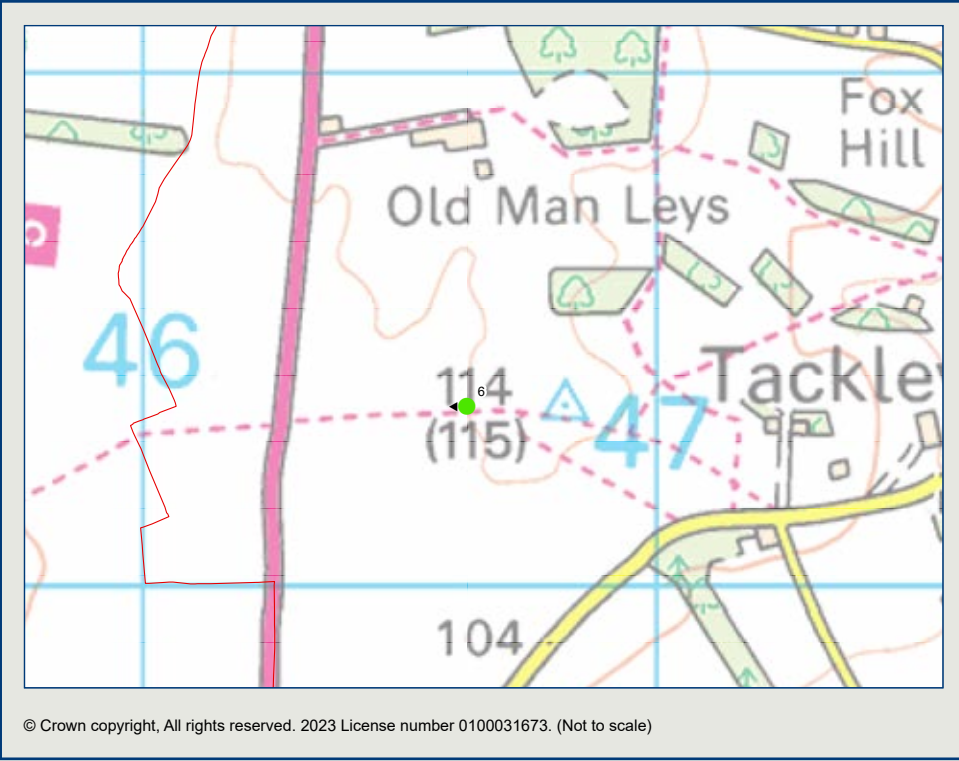 Fox
Hill
Old Man Leys
46
114
6
Tackle
(115)
47
104
© Crown copyright, All rights reserved. 2023 License number 0100031673. (Not to scale)